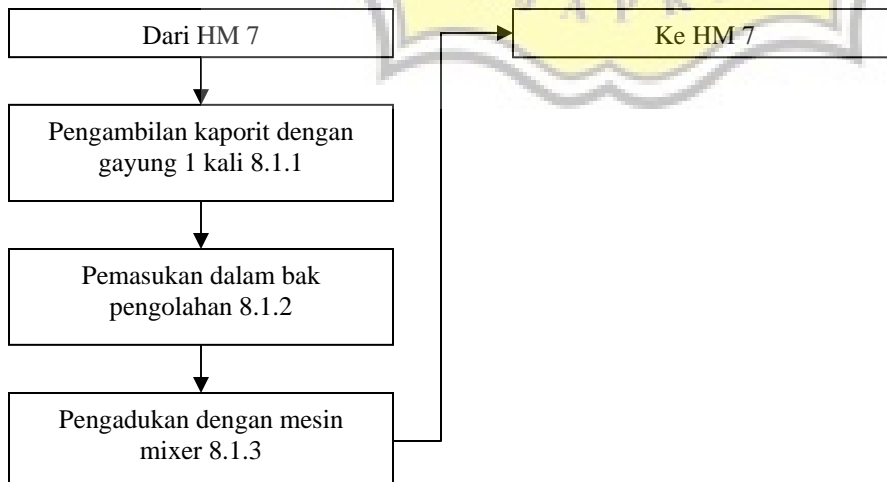 Dari HM 7
Ke HM 7
Pengambilan kaporit dengan
gayung 1 kali 8.1.1
Pemasukan dalam bak
pengolahan 8.1.2
Pengadukan dengan mesin
mixer 8.1.3